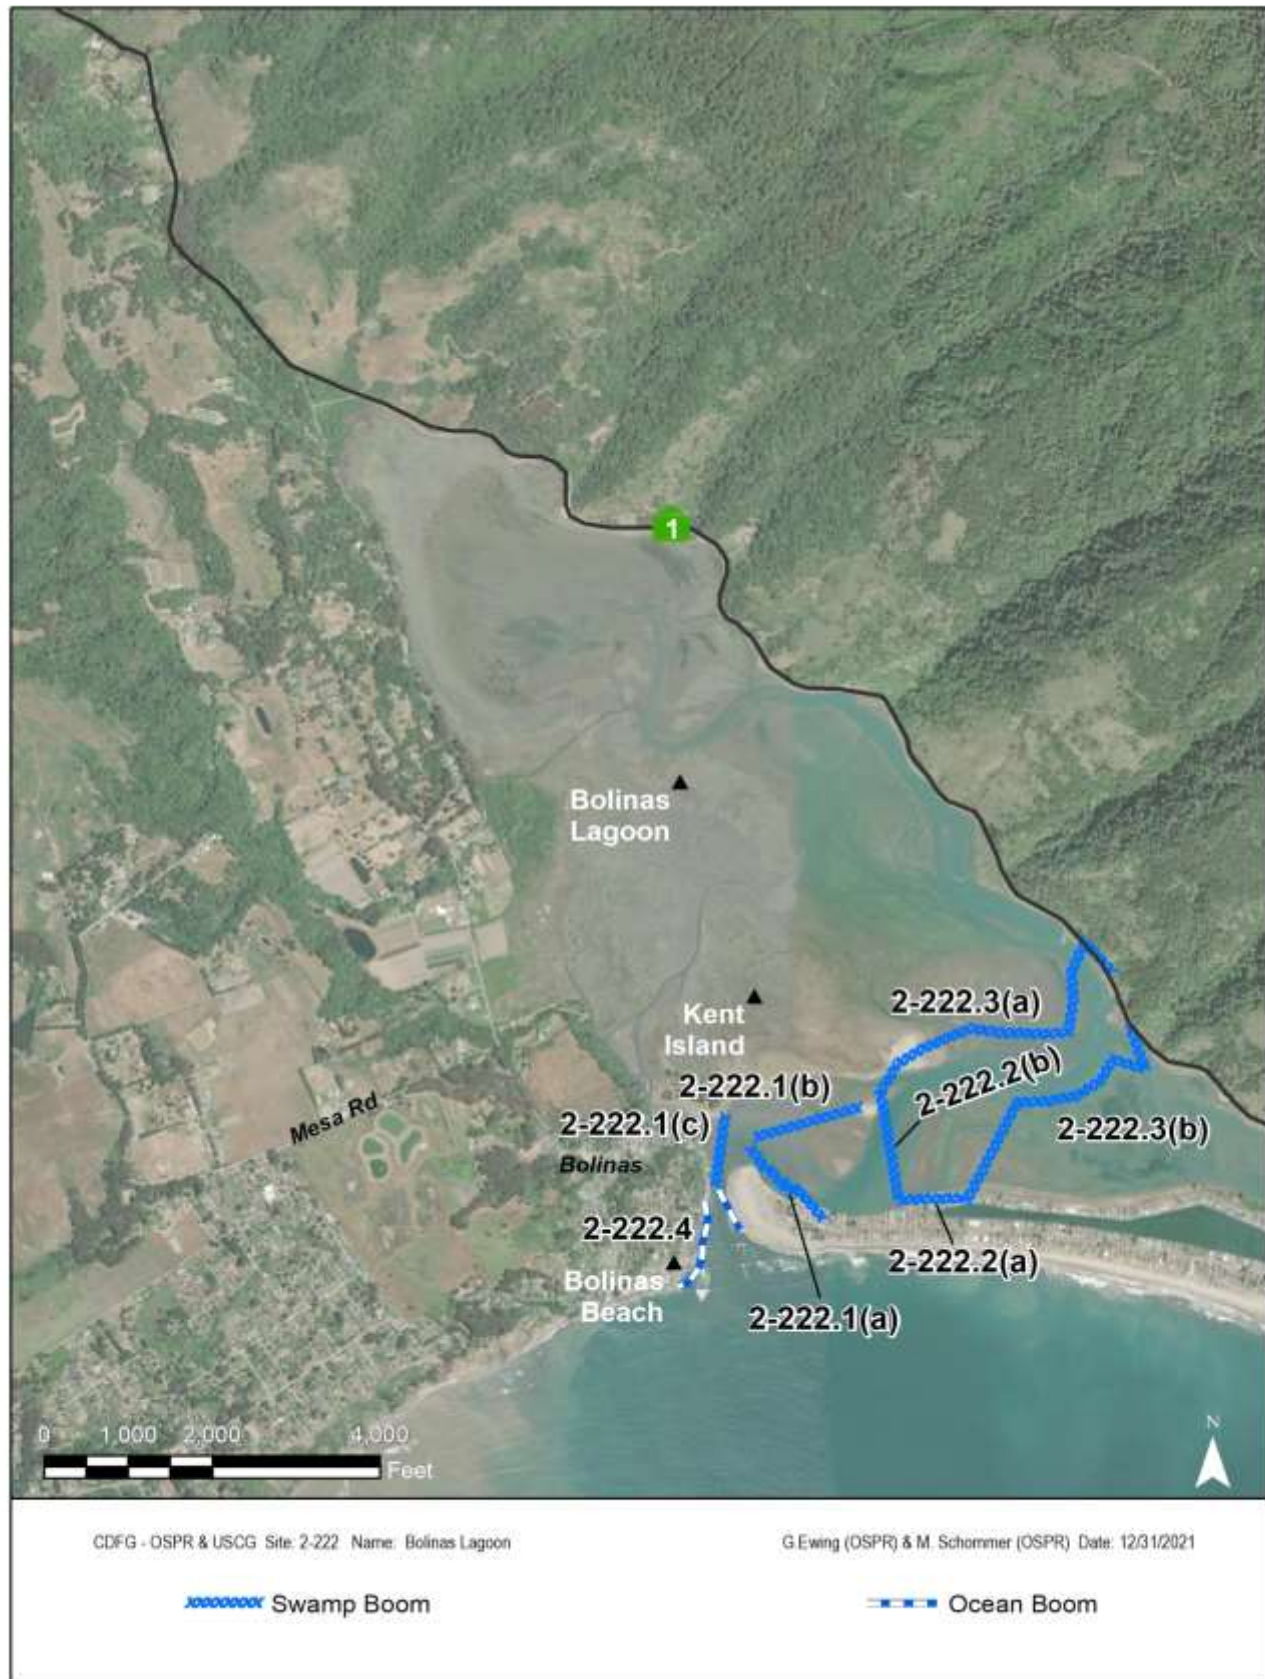 1
Bolinas
Lagoon
Kent
Island
2-222.3(a)
2-222.2(b)
2-222.1(b)
2-222.1(c)
2-222.3(b)
Mesa Rd
Bolinas
2-222.4
2-222.2(a)
Bolinas
Beach
2-222.1(a)
0 1,000 2,000 4,000
Feet
N
CDFG - OSPR & USCG Site: 2-222 Name: Bolinas Lagoon
G.Ewing (OSPR) & M. Schommer (OSPR) Date: 12/31/2021
Swamp Boom
Ocean Boom